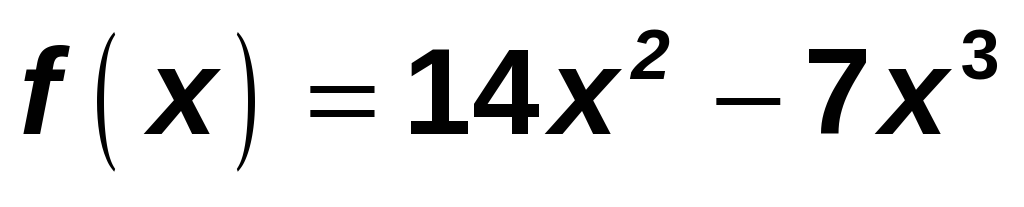 f(x) = 14x² − 7x³